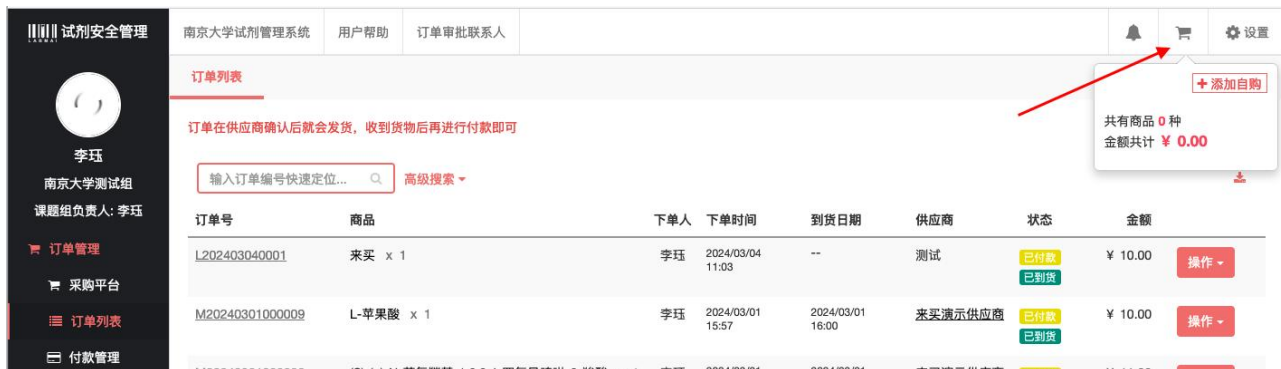 试剂安全管理
南京大学试剂管理系统 用户帮助 订单审批联系人 设置
订单列表
+ 添加自购
共有商品 0 种
金额共计 ¥ 0.00
订单在供应商确认后就会发货，收到货物后再进行付款即可
李珏
南京大学测试组
课题组负责人: 李珏
输入订单编号快速定位... 高级搜索
订单号 商品 下单人 下单时间 到货日期 供应商 状态 金额
订单管理
采购平台
订单列表
付款管理
L202403040001 来买 x 1 李珏 2024/03/04 -- 测试 已付款 ¥ 10.00 操作
11:03 已到货
M20240301000009 L-苹果酸 x 1 李珏 2024/03/01 2024/03/01 来买演示供应商 已付款 ¥ 10.00 操作
15:57 16:00 已到货